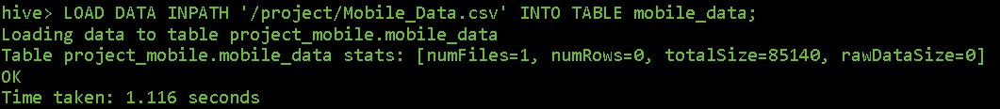 hive> LOAD DATA INPATH '/project/Mobile_Data.csv' INTO TABLE mobile_data;
Loading data to table project_mobile.mobile_data
Table project_mobile.mobile_data stats: [numFiles=1, numRows=0, totalSize=85140, rawDataSize=0]
OK
Time taken: 1.116 seconds